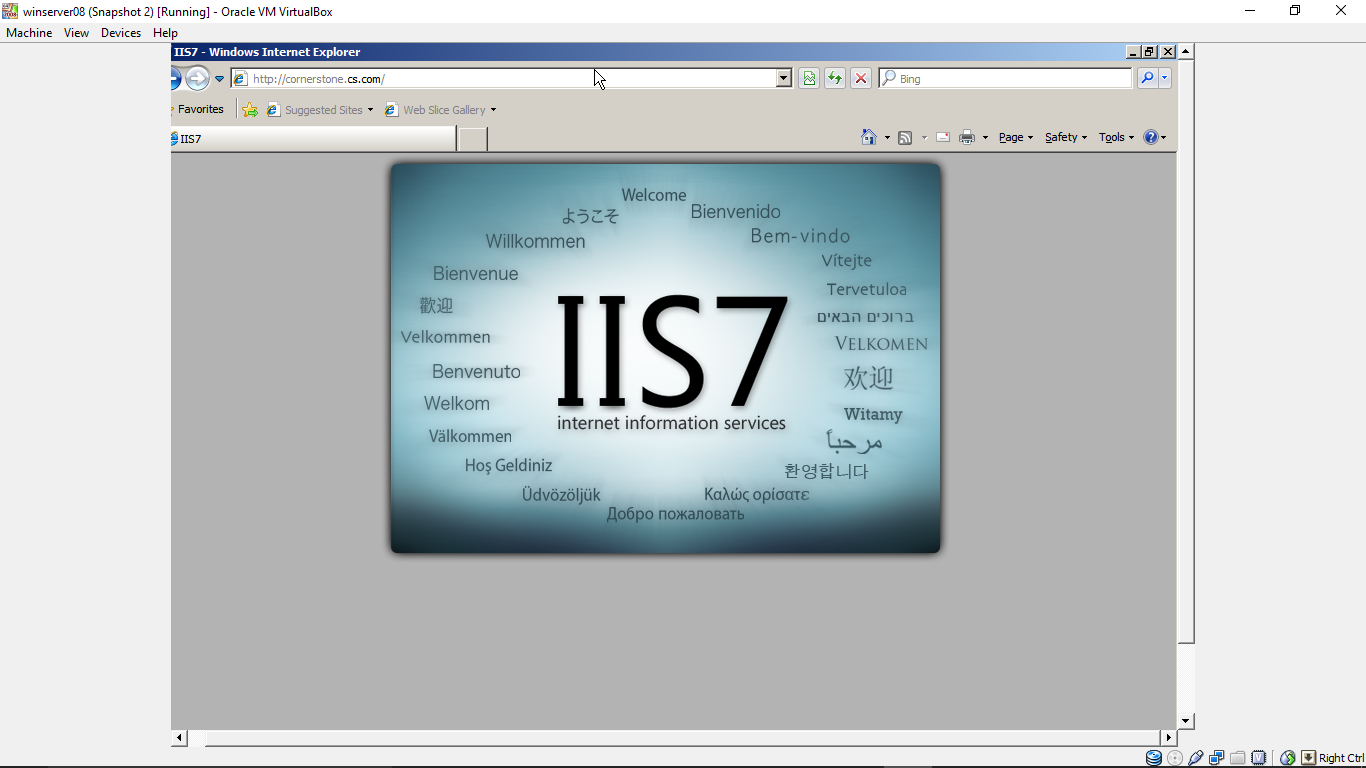 winserver08 (Snapshot 2) [Running] - Oracle VM VirtualBox
Machine View Devices Help
IIS7 - Windows Internet Explorer
http://cornerstone.cs.com/
Bing
Favorites Suggested Sites Web Slice Gallery
IIS7 Page Safety Tools
Welcome
ようこそ
Bienvenido
Willkommen
Bem-vindo
Bienvenue
Vítejte
歡迎
Tervetuloa
ברוכים הבאים
Velkommen
VELKOMEN
IIS7
Benvenuto
欢迎
Welkom
Witamy
internet information services
Välkommen
مرحباً
Hoş Geldiniz
환영합니다
Üdvözöljük
Καλώς ορίσατε
Добро пожаловать
Right Ctrl